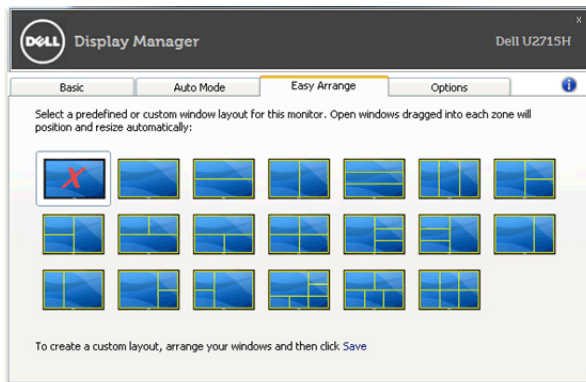 x
DELL Display Manager Dell U2715H
Basic Auto Mode Easy Arrange Options i
Select a predefined or custom window layout for this monitor. Open windows dragged into each zone will
position and resize automatically:
X
To create a custom layout, arrange your windows and then click Save